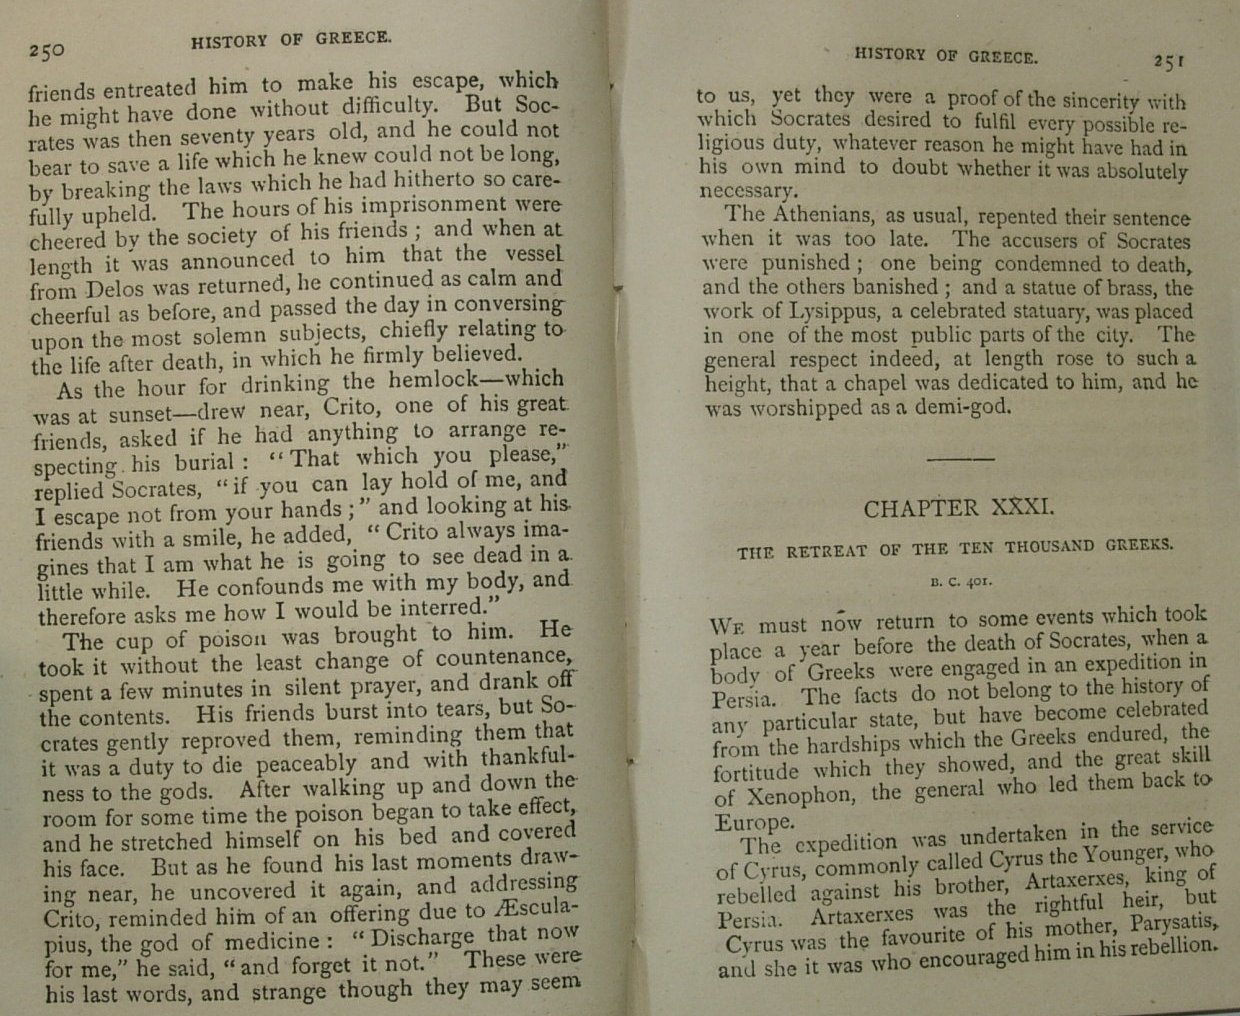 250
HISTORY OF GREECE.
friends entreated him to make his escape, which
he might have done without difficulty. But Soc-
rates was then seventy years old, and he could not
bear to save a life which he knew could not be long,
by breaking the laws which he had hitherto so care-
fully upheld. The hours of his imprisonment were
cheered by the society of his friends ; and when at
length it was announced to him that the vessel
from Delos was returned, he continued as calm and
cheerful as before, and passed the day in conversing
upon the most solemn subjects, chiefly relating to
the life after death, in which he firmly believed.
As the hour for drinking the hemlock—which
was at sunset—drew near, Crito, one of his great
friends, asked if he had anything to arrange re-
specting his burial : “That which you please,”
replied Socrates, “if you can lay hold of me, and
I escape not from your hands ;” and looking at his
friends with a smile, he added, “Crito always ima-
gines that I am what he is going to see dead in a
little while. He confounds me with my body, and
therefore asks me how I would be interred.”
The cup of poison was brought to him. He
took it without the least change of countenance,
spent a few minutes in silent prayer, and drank off
the contents. His friends burst into tears, but So-
crates gently reproved them, reminding them that
it was a duty to die peaceably and with thankful-
ness to the gods. After walking up and down the
room for some time the poison began to take effect,
and he stretched himself on his bed and covered
his face. But as he found his last moments draw-
ing near, he uncovered it again, and addressing
Crito, reminded him of an offering due to Æscula-
pius, the god of medicine : “Discharge that now
for me,” he said, “and forget it not.” These were
his last words, and strange though they may seem
HISTORY OF GREECE.
251
to us, yet they were a proof of the sincerity with
which Socrates desired to fulfil every possible re-
ligious duty, whatever reason he might have had in
his own mind to doubt whether it was absolutely
necessary.
The Athenians, as usual, repented their sentence
when it was too late. The accusers of Socrates
were punished ; one being condemned to death,
and the others banished ; and a statue of brass, the
work of Lysippus, a celebrated statuary, was placed
in one of the most public parts of the city. The
general respect indeed, at length rose to such a
height, that a chapel was dedicated to him, and he
was worshipped as a demi-god.
CHAPTER XXXI.
THE RETREAT OF THE TEN THOUSAND GREEKS.
B. C. 401.
WE must now return to some events which took
place a year before the death of Socrates, when a
body of Greeks were engaged in an expedition in
Persia. The facts do not belong to the history of
any particular state, but have become celebrated
from the hardships which the Greeks endured, the
fortitude which they showed, and the great skill
of Xenophon, the general who led them back to
Europe.
The expedition was undertaken in the service
of Cyrus, commonly called Cyrus the Younger, who
rebelled against his brother, Artaxerxes, king of
Persia. Artaxerxes was the rightful heir, but
Cyrus was the favourite of his mother, Parysatis,
and she it was who encouraged him in his rebellion.